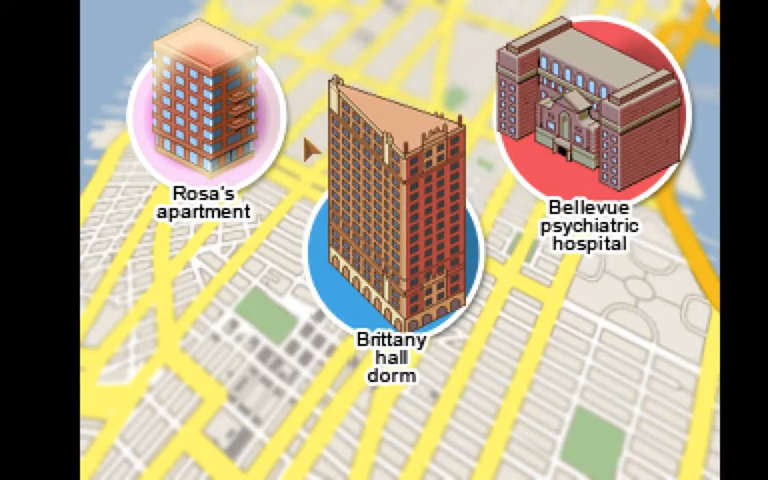 Rosa's
apartment
Brittany
hall
dorm
Bellevue
psychiatric
hospital